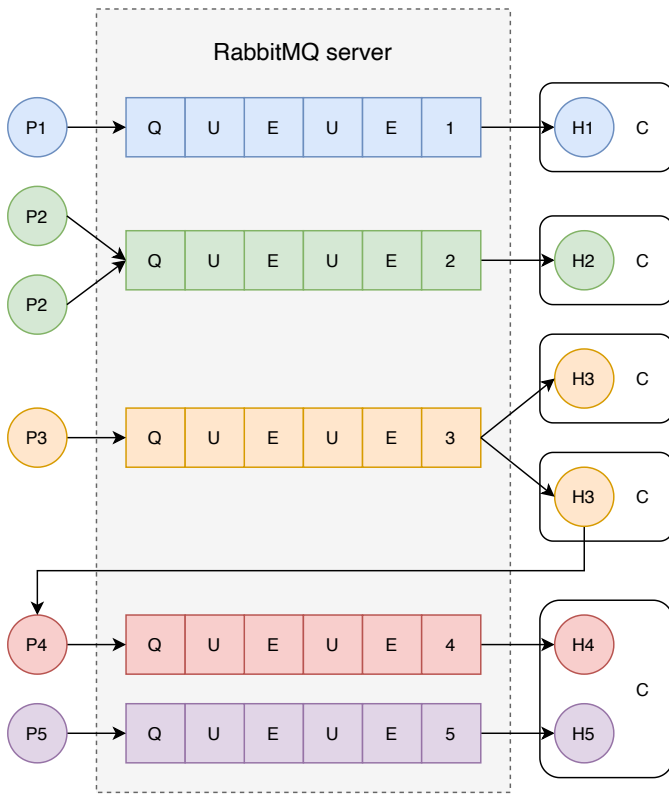 RabbitMQ server
P1 Q U E U E 1 H1 C
P2
Q U E U E 2 H2 C
P2
H3 C
P3 Q U E U E 3
H3 C
P4 Q U E U E 4 H4
C
P5 Q U E U E 5 H5